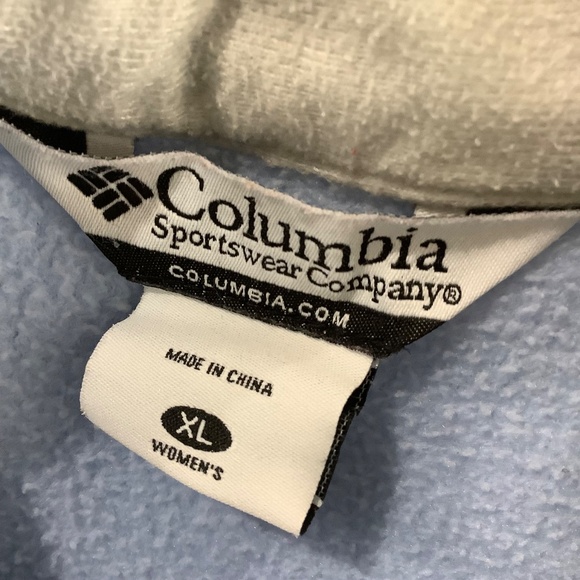 Columbia
Sportswear Company®
COLUMBIA.COM
MADE IN CHINA
XL
WOMEN'S